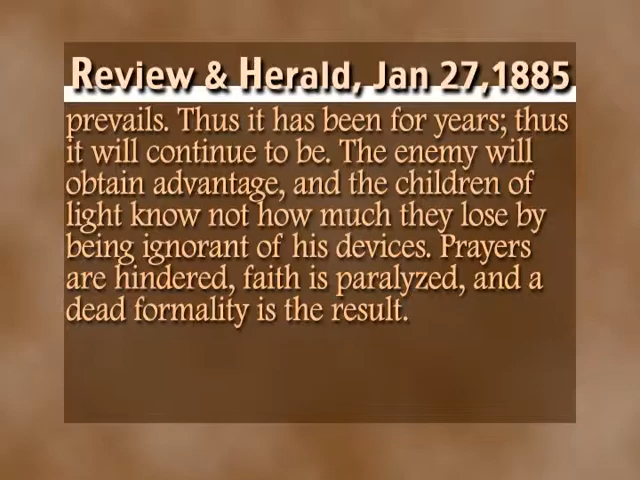 Review & Herald, Jan 27,1885
prevails. Thus it has been for years; thus
it will continue to be. The enemy will
obtain advantage, and the children of
light know not how much they lose by
being ignorant of his devices. Prayers
are hindered, faith is paralyzed, and a
dead formality is the result.